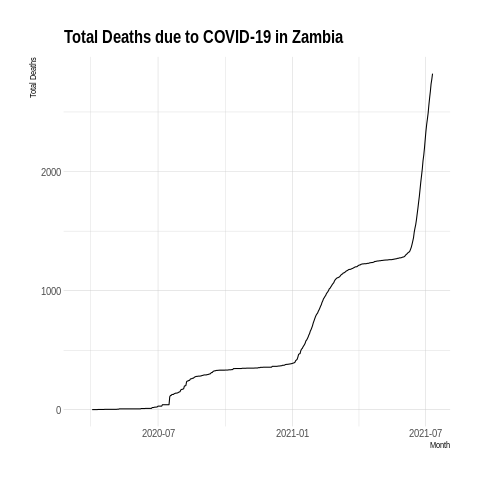 Total Deaths due to COVID-19 in Zambia
Total Deaths
2000
1000
0
2020-07 2021-01 2021-07
Month